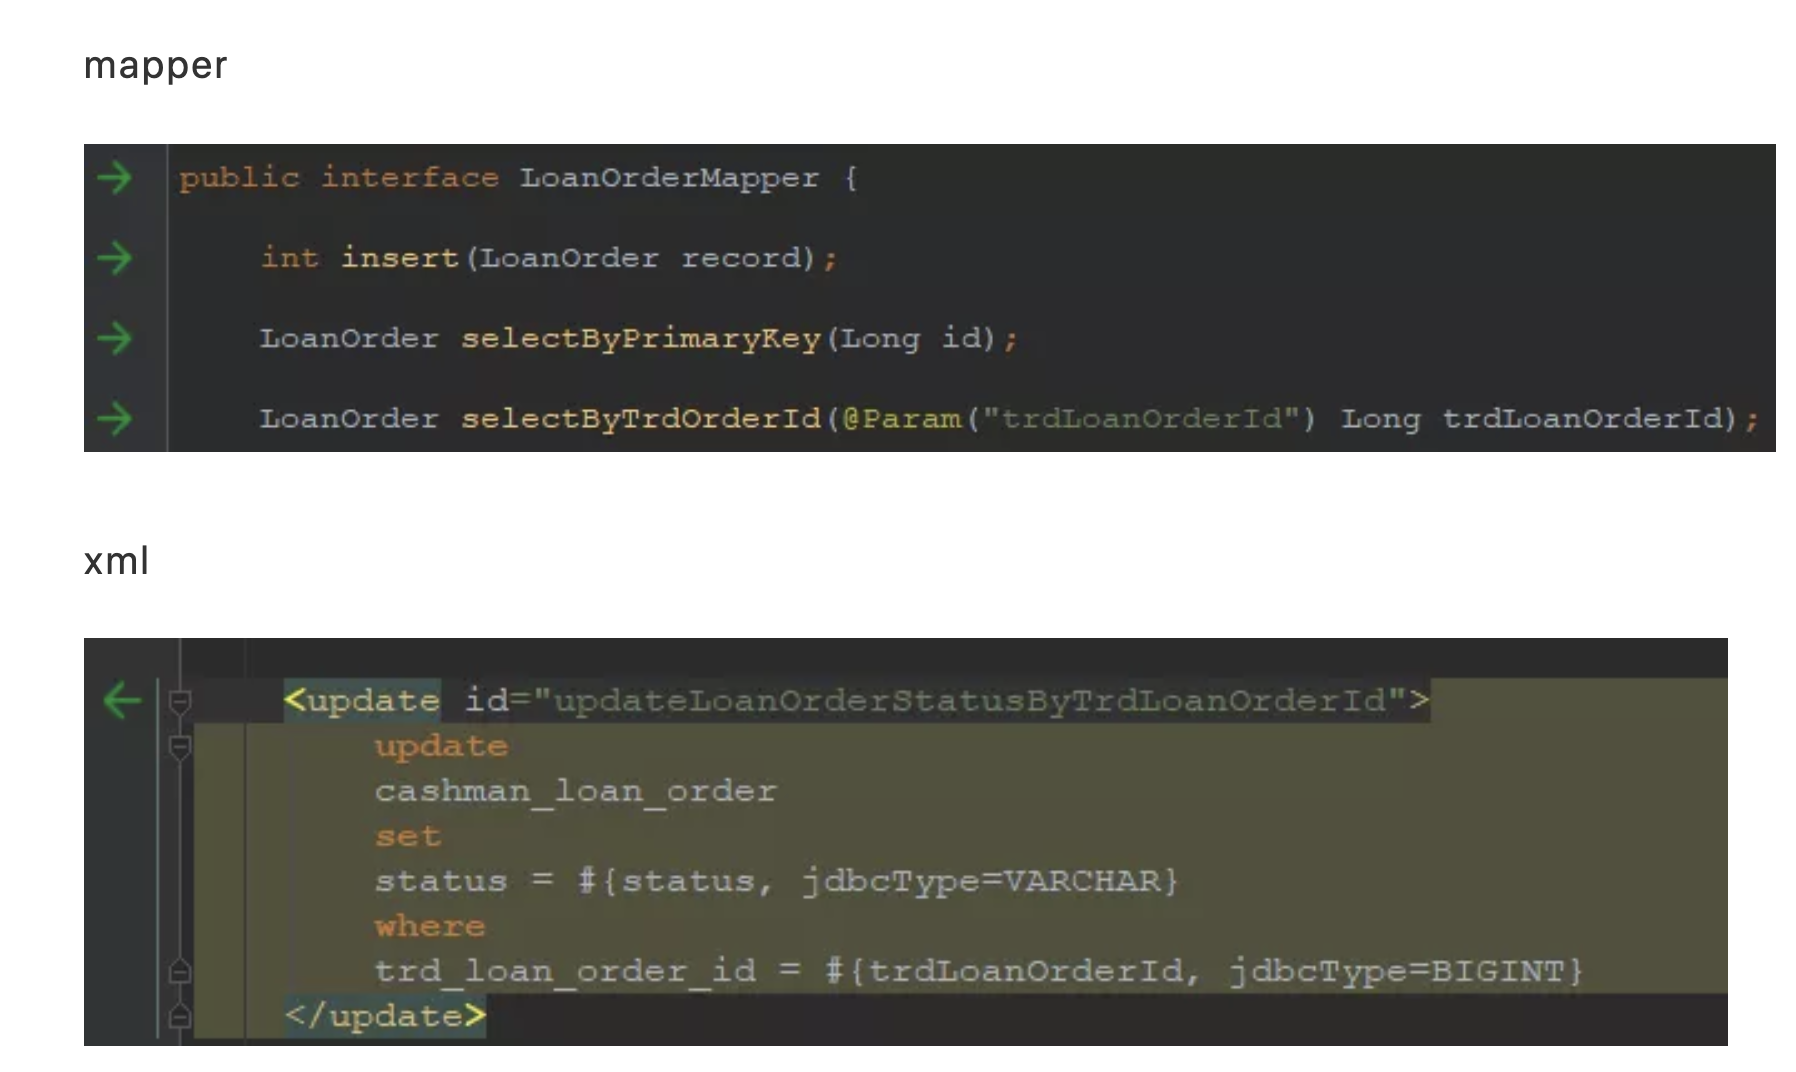 mapper
public interface LoanOrderMapper {
int insert(LoanOrder record);
LoanOrder selectByPrimaryKey(Long id);
LoanOrder selectByTrdOrderId(@Param("trdLoanOrderId") Long trdLoanOrderId);
xml
<update id="updateLoanOrderStatusByTrdLoanOrderId">
update
cashman_loan_order
set
status = #{status, jdbcType=VARCHAR}
where
trd_loan_order_id = #{trdLoanOrderId, jdbcType=BIGINT}
</update>